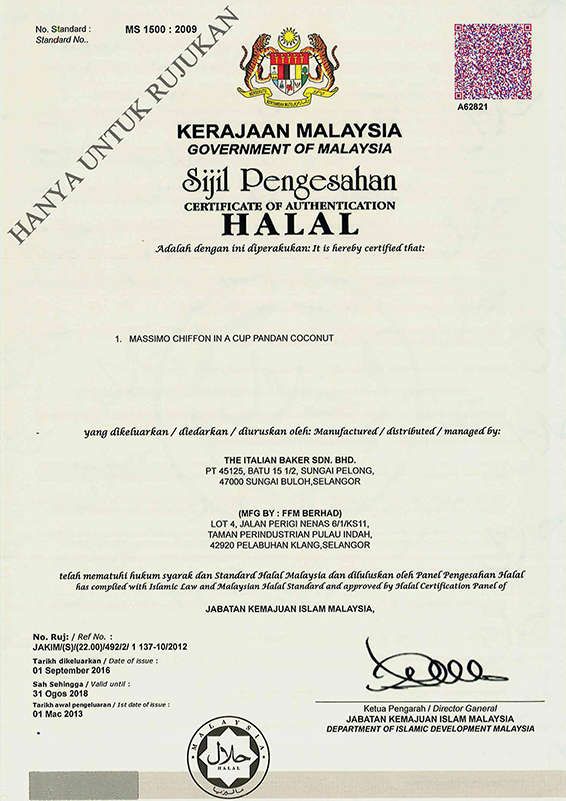 No. Standard : MS 1500 : 2009
Standard No..
HANYA UNTUK RUJUKAN
A62821
KERAJAAN MALAYSIA
GOVERNMENT OF MALAYSIA
Sijil Pengesahan
CERTIFICATE OF AUTHENTICATION
HALAL
Adalah dengan ini diperakukan: It is hereby certified that:
1. MASSIMO CHIFFON IN A CUP PANDAN COCONUT
- yang dikeluarkan / diedarkan / diuruskan oleh: Manufactured / distributed / managed by:
THE ITALIAN BAKER SDN. BHD.
PT 45125, BATU 15 1/2, SUNGAI PELONG,
47000 SUNGAI BULOH,SELANGOR
(MFG BY : FFM BERHAD)
LOT 4, JALAN PERIGI NENAS 6/1/KS11,
TAMAN PERINDUSTRIAN PULAU INDAH,
42920 PELABUHAN KLANG,SELANGOR
telah mematuhi hukum syarak dan Standard Halal Malaysia dan diluluskan oleh Panel Pengesahan Halal
has complied with Islamic Law and Malaysian Halal Standard and approved by Halal Certification Panel of
JABATAN KEMAJUAN ISLAM MALAYSIA,
No. Ruj: / Ref No. :
JAKIM/(S)/(22.00)/492/2/ 1 137-10/2012
Tarikh dikeluarkan / Date of issue :
01 September 2016
Sah Sehingga / Valid until :
31 Ogos 2018
Tarikh awal pengeluaran / 1st date of issue :
01 Mac 2013
Ketua Pengarah / Director Ganeral
JABATAN KEMAJUAN ISLAM MALAYSIA
DEPARTMENT OF ISLAMIC DEVELOPMENT MALAYSIA
MALAYSIA
حلال
HALAL
ماليزيا